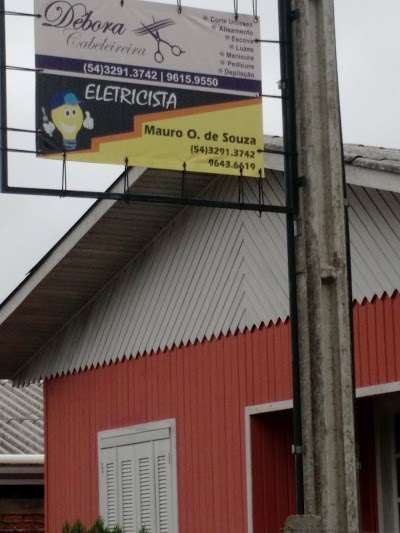 Débora
Cabeleireira
Corte Unissex
Alisamento
Escova
Luzes
Manicure
Pedicure
Depilação
(54)3291.3742 | 9615.9550
ELETRICISTA
Mauro O. de Souza
(54)3291.3742
9643.6619